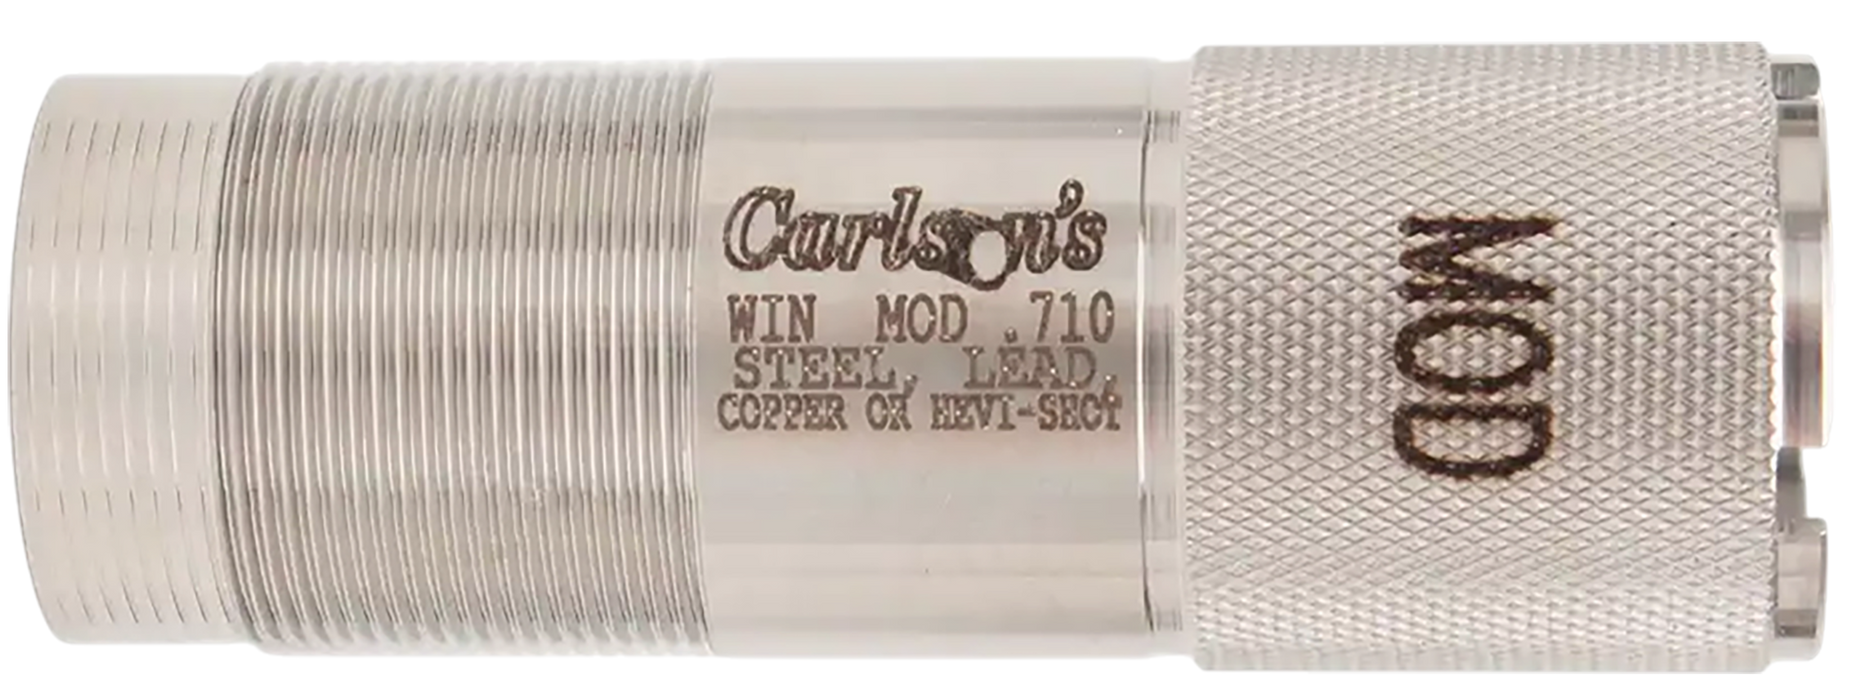 Carlson's
WIN MOD .710
STEEL, LEAD,
COPPER OR HEVI-SHOT
MOD